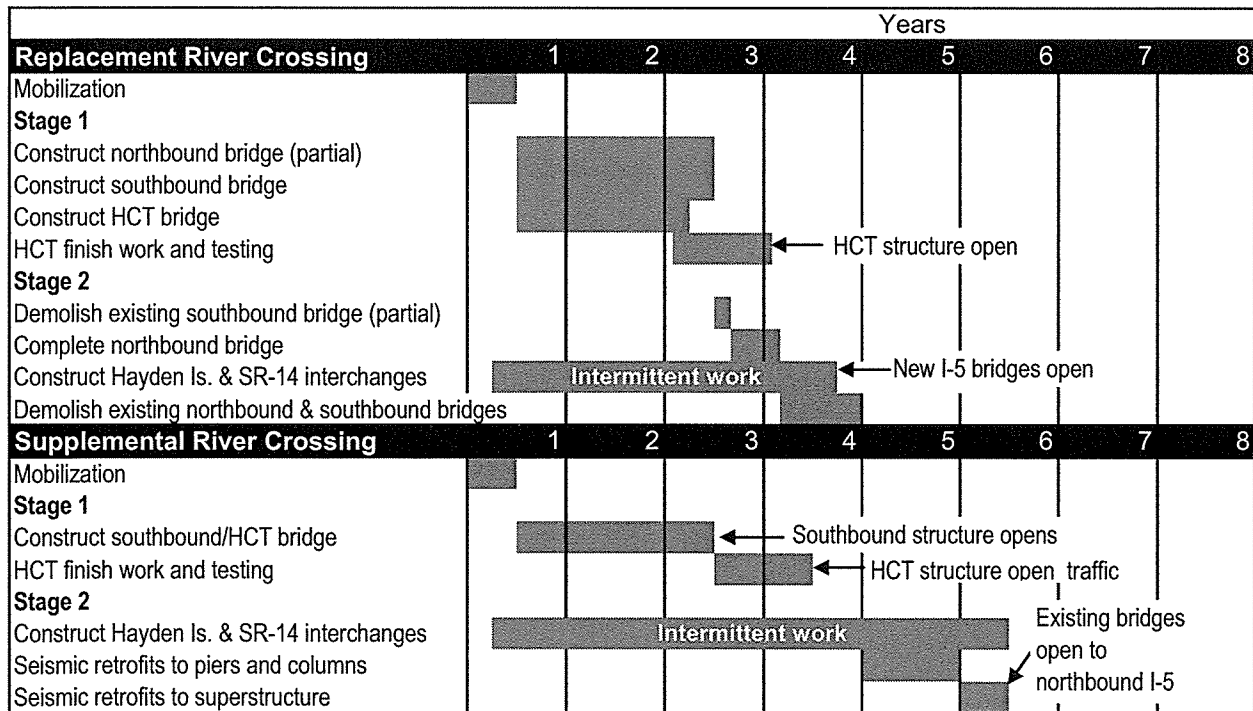 Years
Replacement River Crossing 1 2 3 4 5 6 7 8
Mobilization
Stage 1
Construct northbound bridge (partial)
Construct southbound bridge
Construct HCT bridge
HCT finish work and testing HCT structure open
Stage 2
Demolish existing southbound bridge (partial)
Complete northbound bridge
Construct Hayden Is. & SR-14 interchanges Intermittent work New I-5 bridges open
Demolish existing northbound & southbound bridges
Supplemental River Crossing 1 2 3 4 5 6 7 8
Mobilization
Stage 1
Construct southbound/HCT bridge Southbound structure opens
HCT finish work and testing HCT structure open traffic
Stage 2
Construct Hayden Is. & SR-14 interchanges Intermittent work
Seismic retrofits to piers and columns
Seismic retrofits to superstructure
Existing bridges
open to
northbound I-5